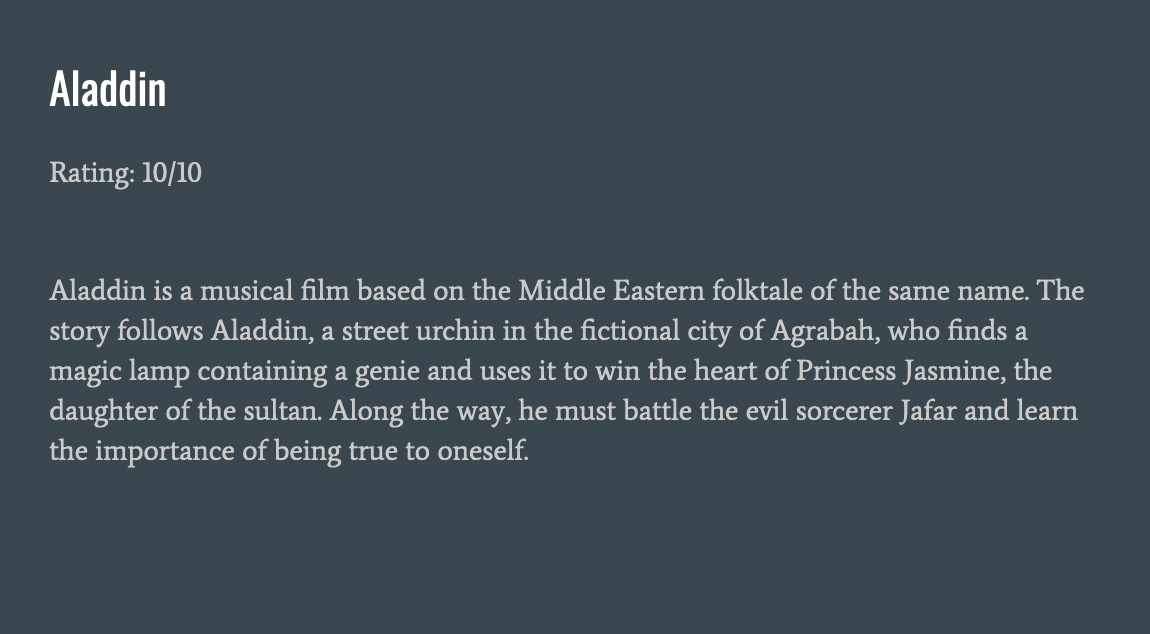 Aladdin
Rating: 10/10
Aladdin is a musical film based on the Middle Eastern folktale of the same name. The
story follows Aladdin, a street urchin in the fictional city of Agrabah, who finds a
magic lamp containing a genie and uses it to win the heart of Princess Jasmine, the
daughter of the sultan. Along the way, he must battle the evil sorcerer Jafar and learn
the importance of being true to oneself.